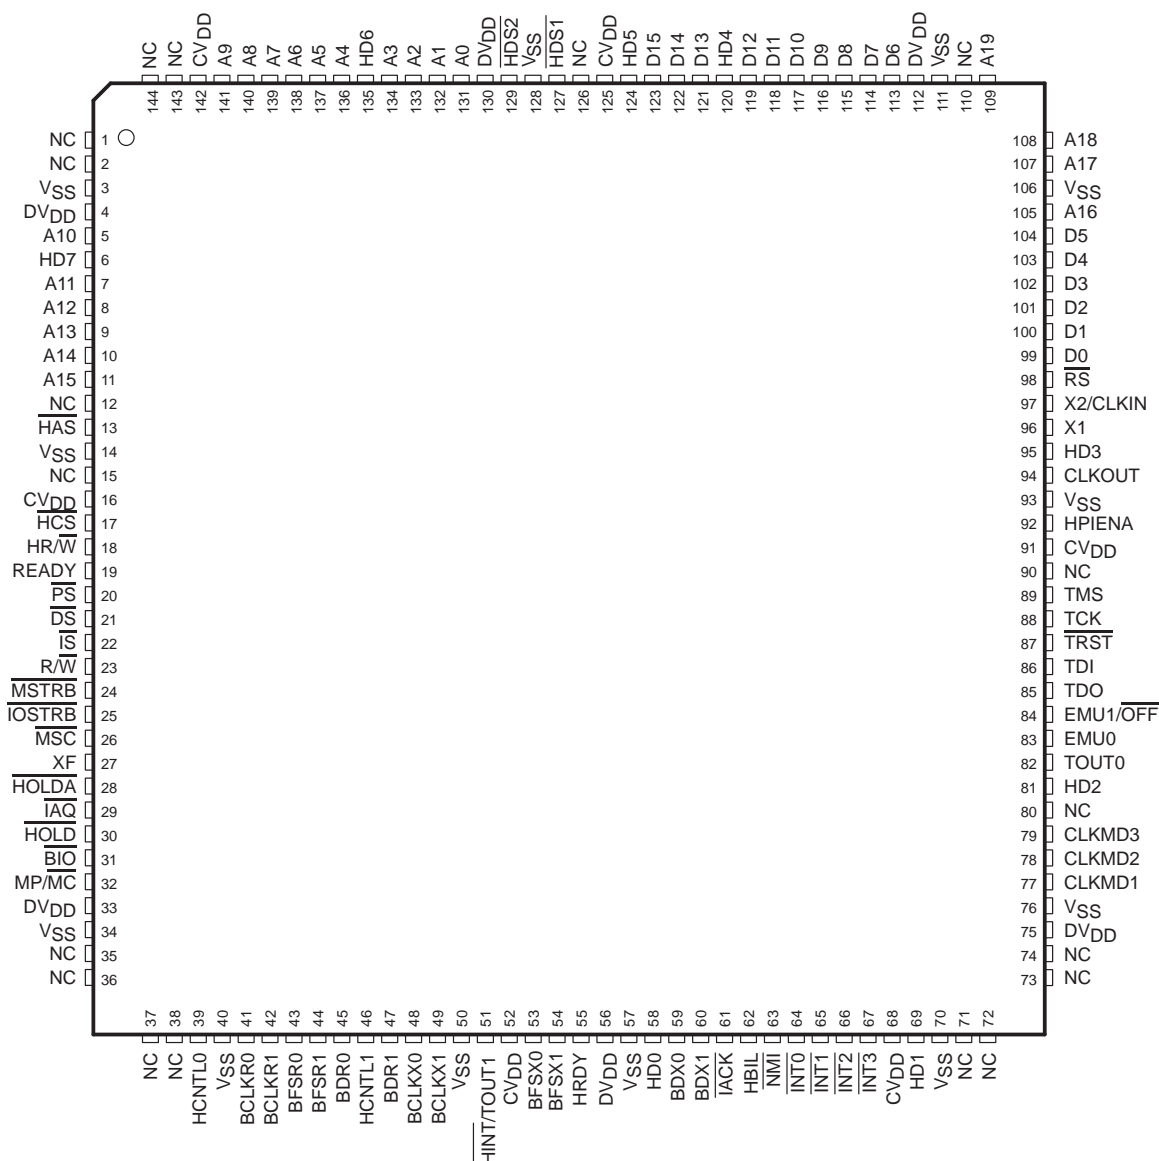 NC 144
NC 143
CVDD 142
A9 141
A8 140
A7 139
A6 138
A5 137
A4 136
HD6 135
A3 134
A2 133
A1 132
A0 131
DVDD 130
HDS2 129
VSS 128
HDS1 127
NC 126
CVDD 125
HD5 124
D15 123
D14 122
D13 121
HD4 120
D12 119
D11 118
D10 117
D9 116
D8 115
D7 114
D6 113
DVDD 112
VSS 111
NC 110
A19 109
NC 1
NC 2
VSS 3
DVDD 4
A10 5
HD7 6
A11 7
A12 8
A13 9
A14 10
A15 11
NC 12
HAS 13
VSS 14
NC 15
CVDD 16
HCS 17
HR/W 18
READY 19
PS 20
DS 21
IS 22
R/W 23
MSTRB 24
IOSTRB 25
MSC 26
XF 27
HOLDA 28
IAQ 29
HOLD 30
BIO 31
MP/MC 32
DVDD 33
VSS 34
NC 35
NC 36
108 A18
107 A17
106 VSS
105 A16
104 D5
103 D4
102 D3
101 D2
100 D1
99 D0
98 RS
97 X2/CLKIN
96 X1
95 HD3
94 CLKOUT
93 VSS
92 HPIENA
91 CVDD
90 NC
89 TMS
88 TCK
87 TRST
86 TDI
85 TDO
84 EMU1/OFF
83 EMU0
82 TOUT0
81 HD2
80 NC
79 CLKMD3
78 CLKMD2
77 CLKMD1
76 VSS
75 DVDD
74 NC
73 NC
37 NC
38 NC
39 HCNTL0
40 VSS
41 BCLKR0
42 BCLKR1
43 BFSR0
44 BFSR1
45 BDR0
46 HCNTL1
47 BDR1
48 BCLKX0
49 BCLKX1
50 VSS
51 HINT/TOUT1
52 CVDD
53 BFSX0
54 BFSX1
55 HRDY
56 DVDD
57 VSS
58 HD0
59 BDX0
60 BDX1
61 IACK
62 HBIL
63 NMI
64 INT0
65 INT1
66 INT2
67 INT3
68 CVDD
69 HD1
70 VSS
71 NC
72 NC